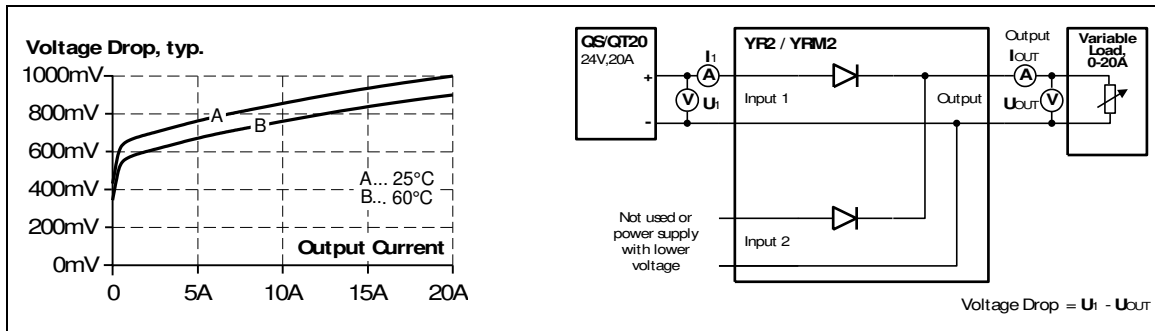 Voltage Drop, typ.
1000mV
800mV
600mV
400mV
200mV
0mV
A
B
A... 25°C
B... 60°C
Output Current
0
5A
10A
15A
20A
QS/QT20
24V,20A
+
-
I1
A
V
U1
YR2 / YRM2
Input 1
Output
Input 2
Not used or
power supply
with lower
voltage
Output
IOUT
A
UOUT
V
Variable
Load,
0-20A
Voltage Drop = U1 - UOUT